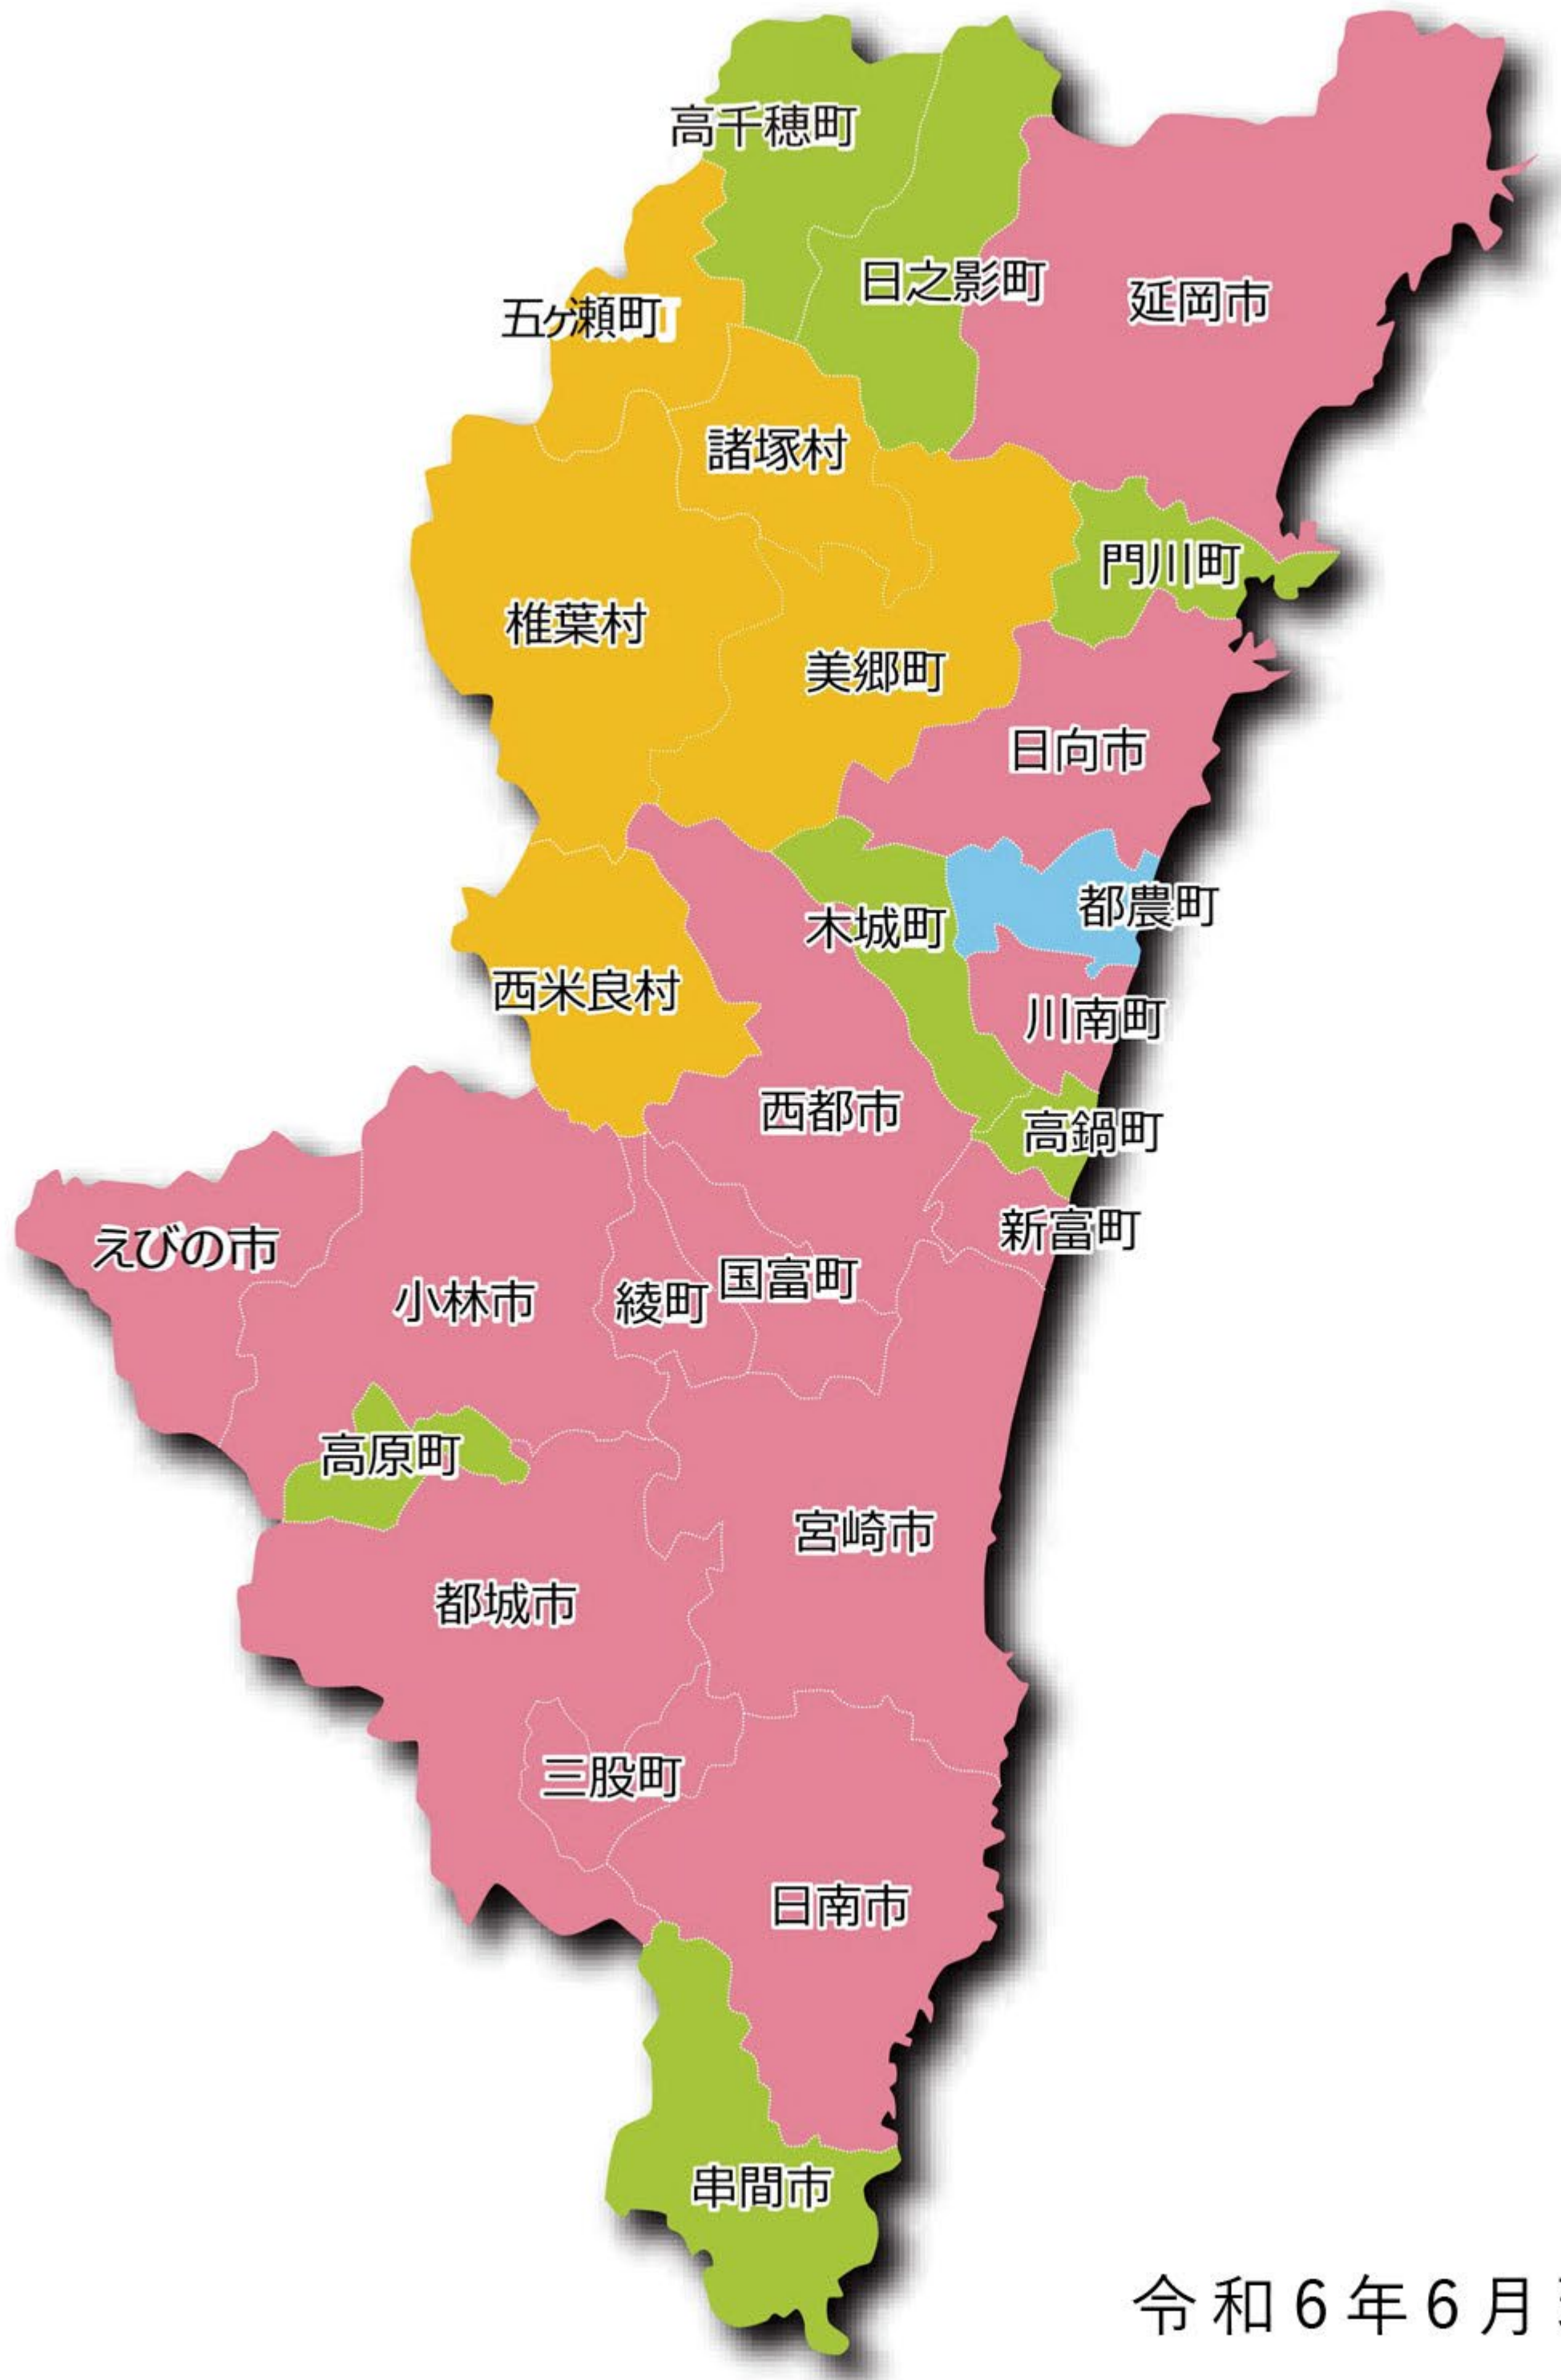 高千穂町
日之影町
延岡市
五ヶ瀬町
諸塚村
門川町
椎葉村
美郷町
日向市
都農町
木城町
西米良村
川南町
西都市
高鍋町
新富町
えびの市
国富町
綾町
小林市
高原町
宮崎市
都城市
三股町
日南市
串間市
令和6年6月